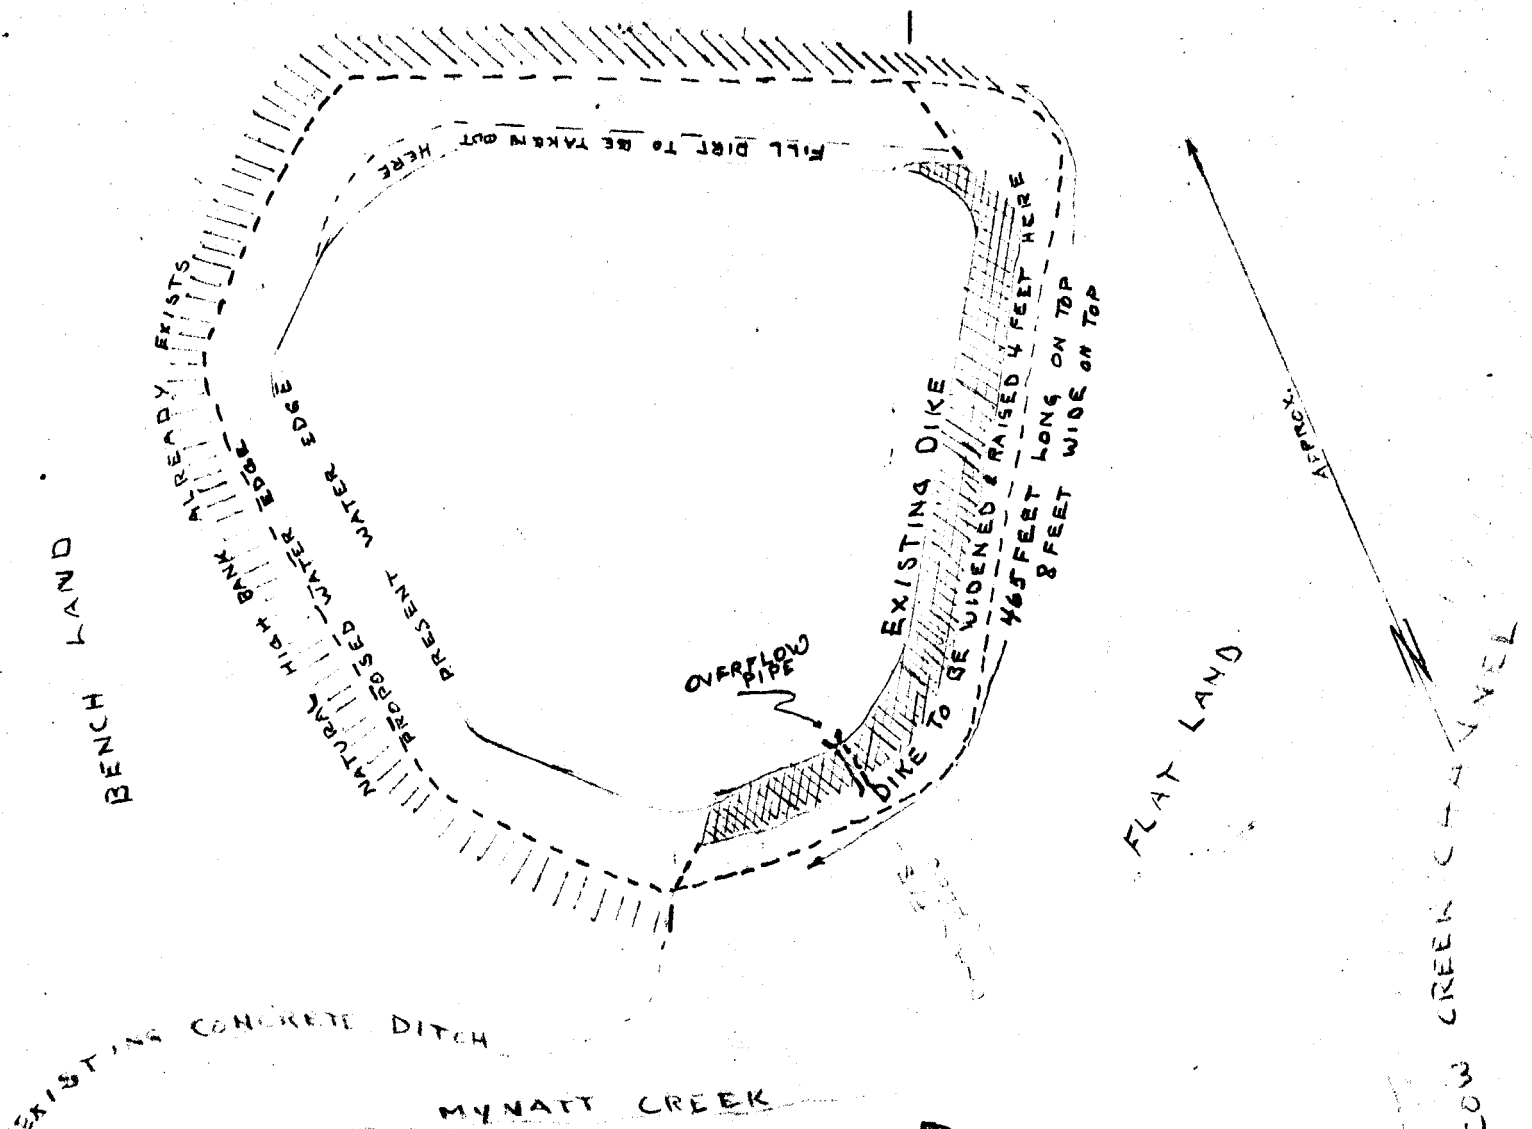 FILL DIRT TO BE TAKEN OUT HERE
NATURAL HIGH BANK ALREADY EXISTS
PROPOSED WATER EDGE
PRESENT WATER EDGE
EXISTING DIKE
DIKE TO BE WIDENED & RAISED 4 FEET HERE
465 FEET LONG ON TOP
8 FEET WIDE ON TOP
OVERFLOW
PIPE
BENCH LAND
FLAT LAND
APPROX.
N
COW CREEK CHANNEL
EXISTING CONCRETE DITCH
MYNATT CREEK